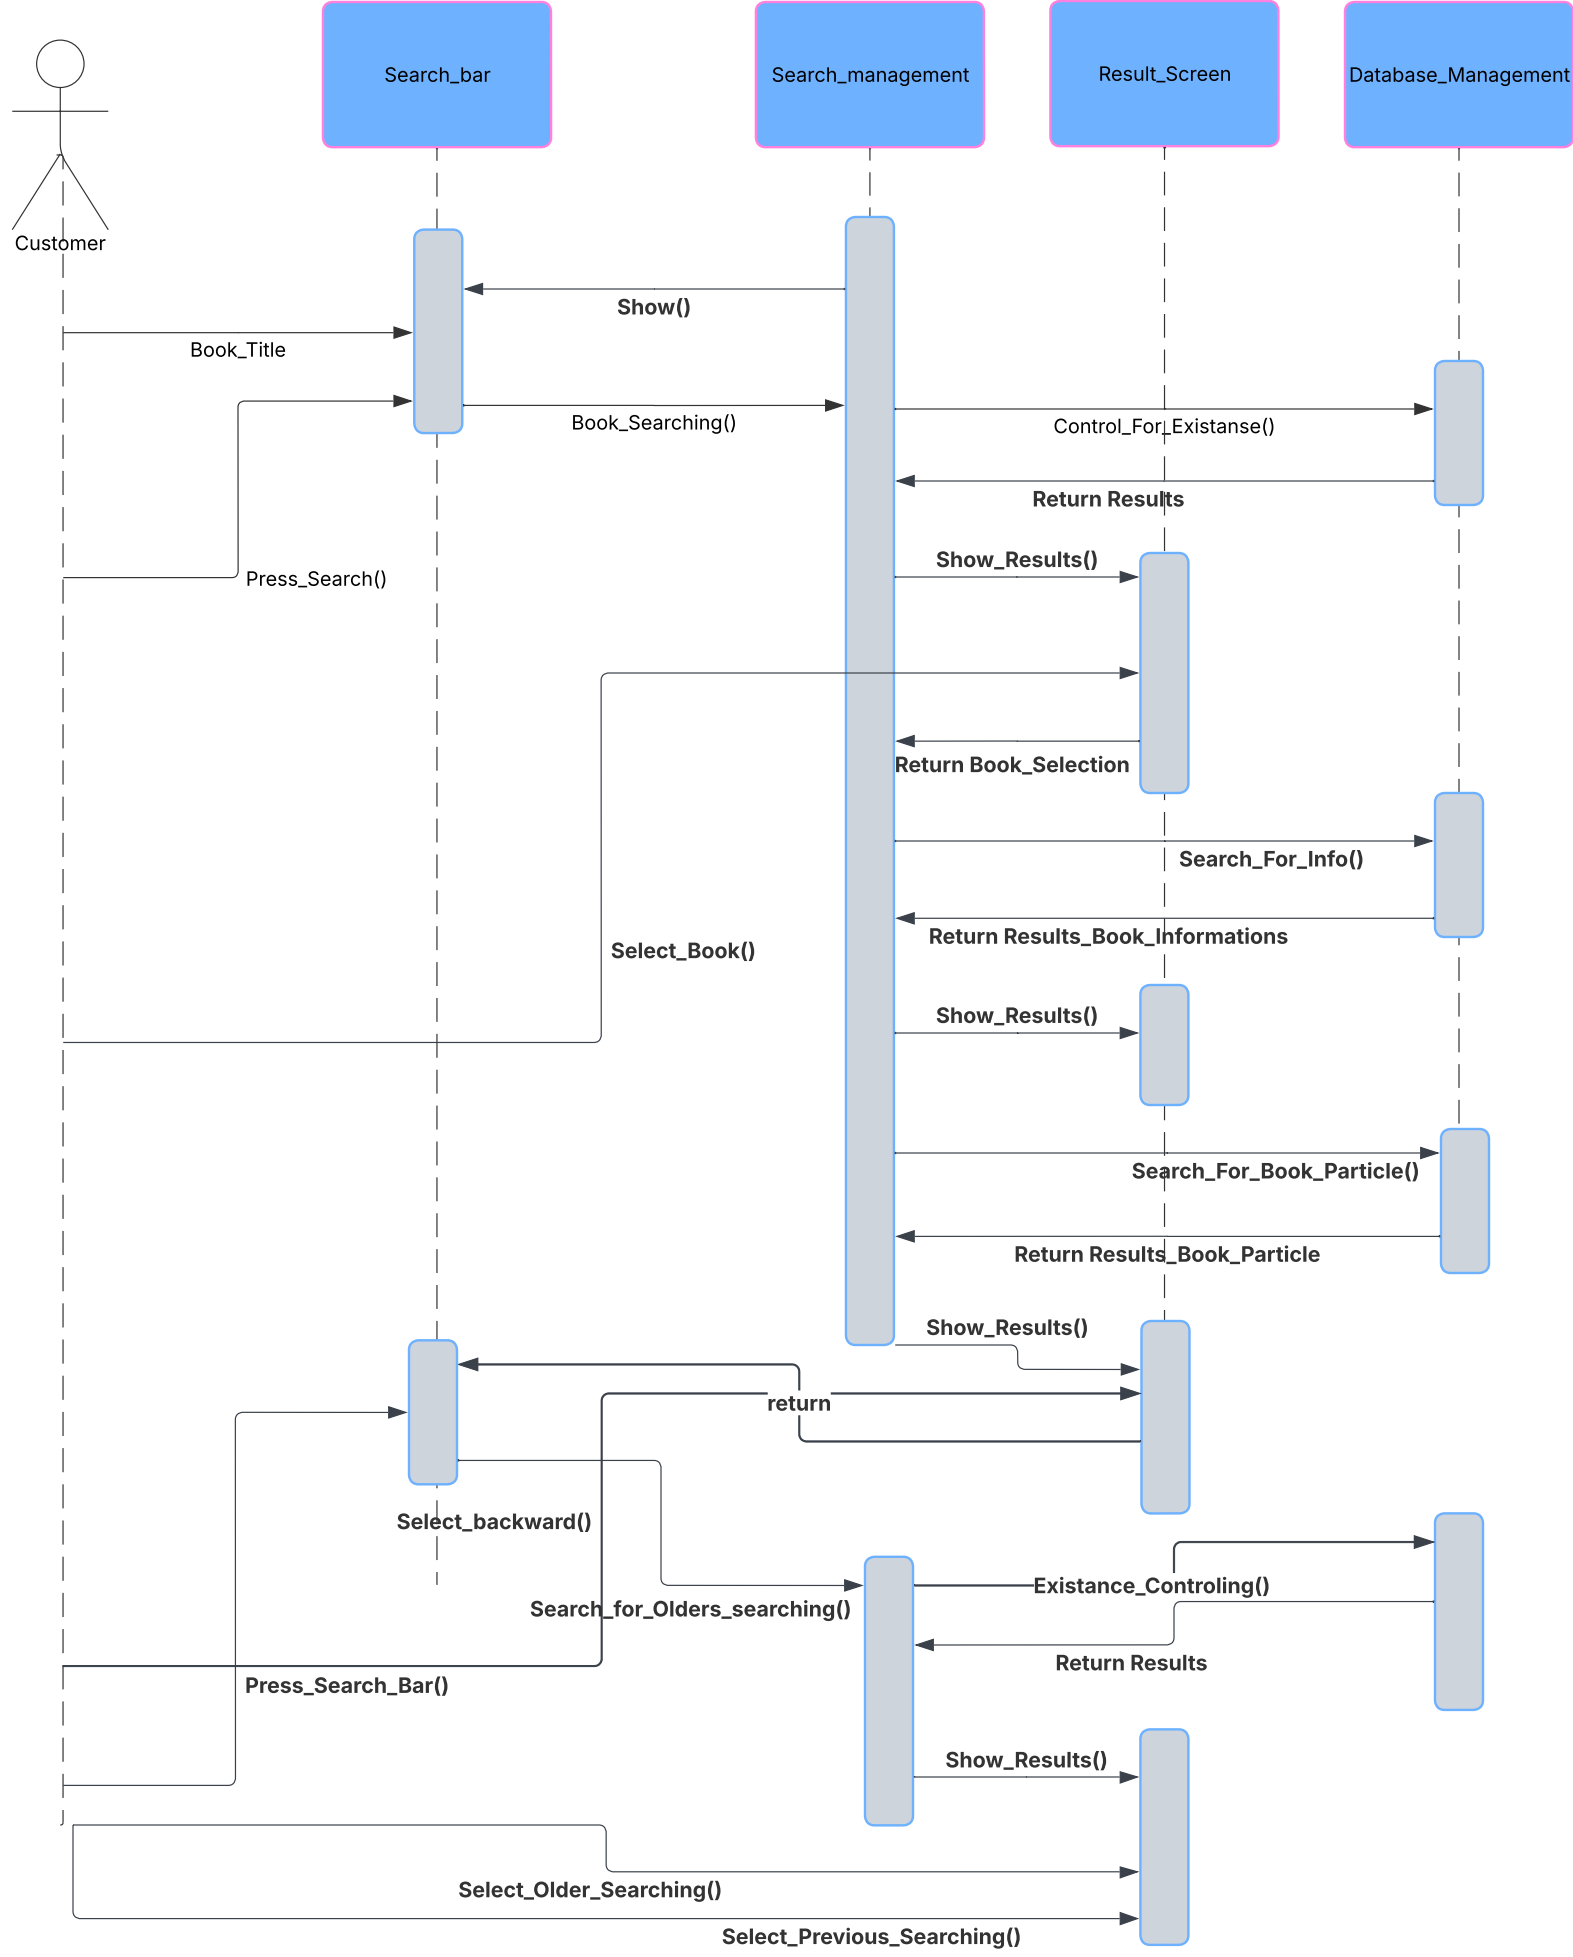 Search_bar
Search_management
Result_Screen
Database_Management
Customer
Show()
Book_Title
Book_Searching()
Control_For_Existanse()
Return Results
Show_Results()
Press_Search()
Return Book_Selection
Search_For_Info()
Return Results_Book_Informations
Select_Book()
Show_Results()
Search_For_Book_Particle()
Return Results_Book_Particle
Show_Results()
return
Select_backward()
Existance_Controling()
Search_for_Olders_searching()
Return Results
Press_Search_Bar()
Show_Results()
Select_Older_Searching()
Select_Previous_Searching()